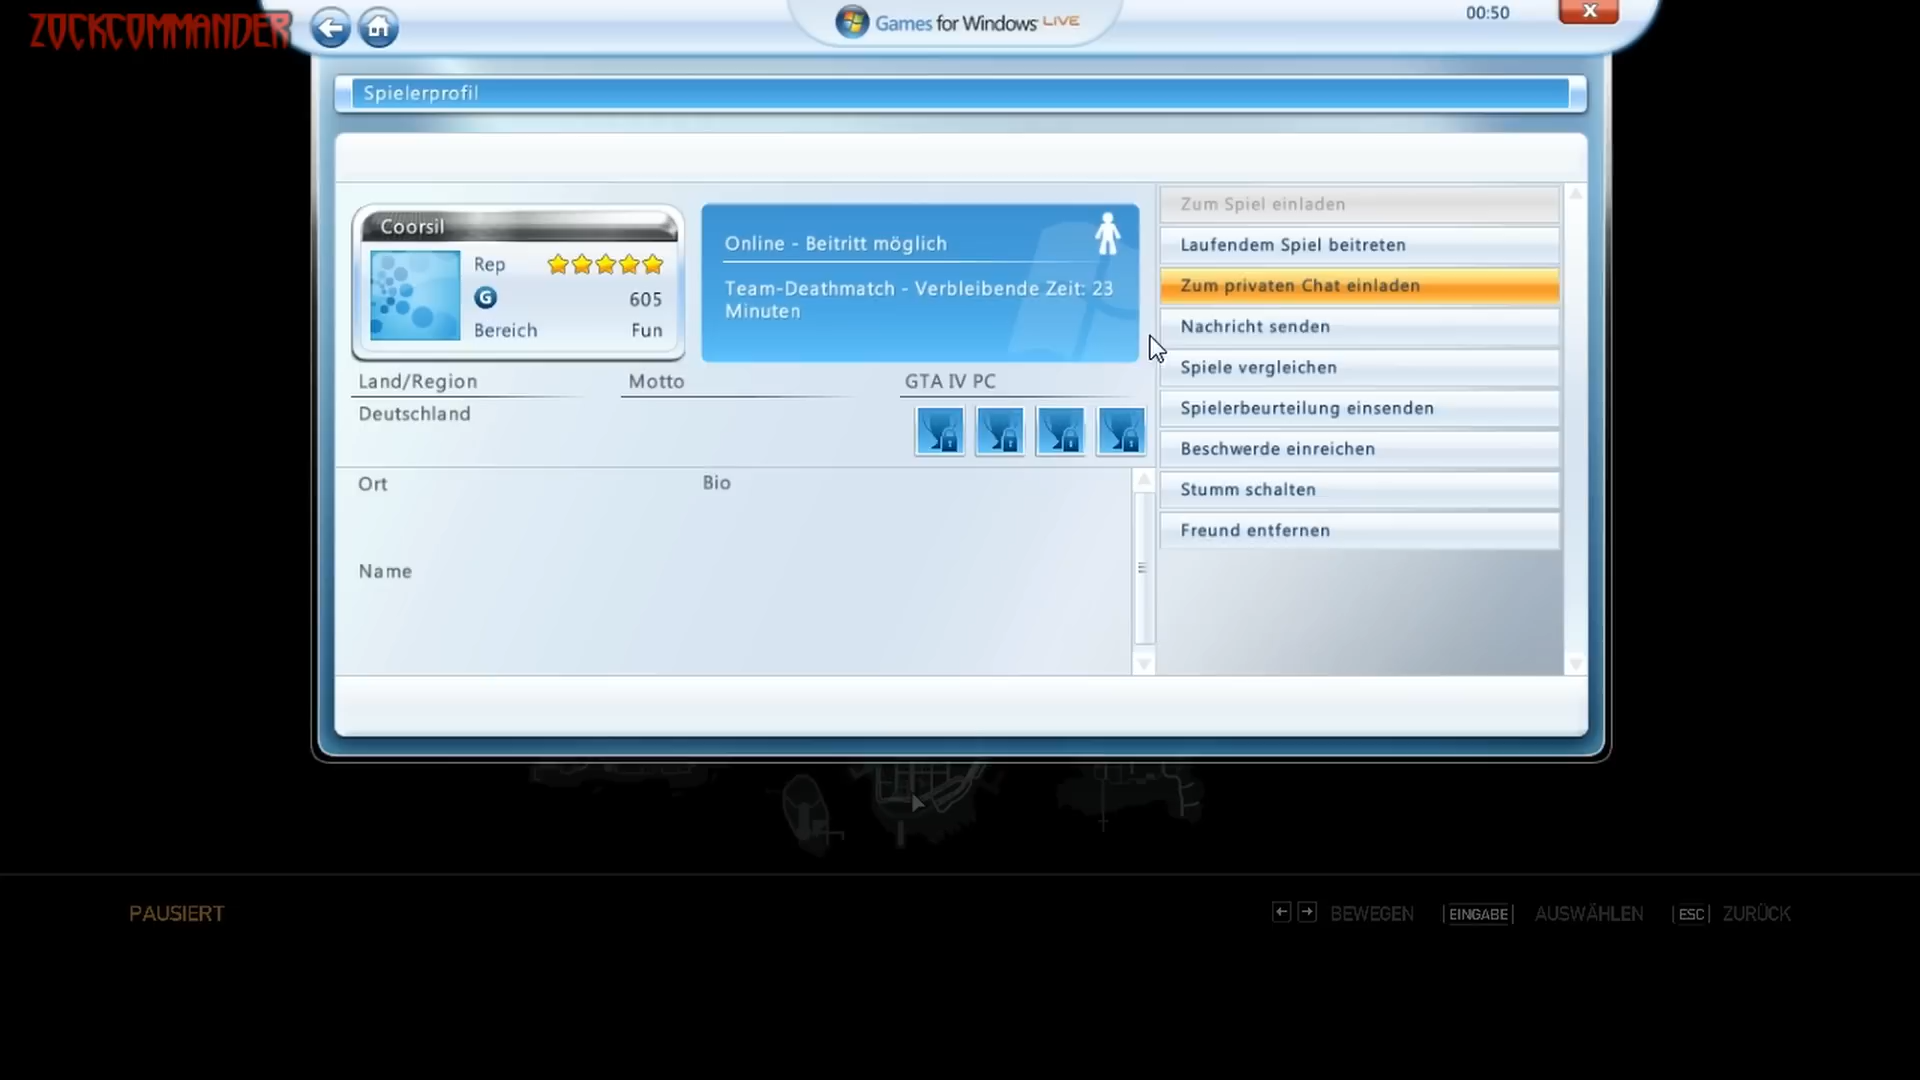 ZOCKCOMMANDER
Games for Windows LIVE
00:50
Spielerprofil
Coorsil
Rep
G
605
Bereich
Fun
Online - Beitritt möglich
Team-Deathmatch - Verbleibende Zeit: 23
Minuten
Land/Region
Deutschland
Motto
GTA IV PC
Ort
Bio
Name
Zum Spiel einladen
Laufendem Spiel beitreten
Zum privaten Chat einladen
Nachricht senden
Spiele vergleichen
Spielerbeurteilung einsenden
Beschwerde einreichen
Stumm schalten
Freund entfernen
PAUSIERT
BEWEGEN
EINGABE AUSWÄHLEN
ESC ZURÜCK